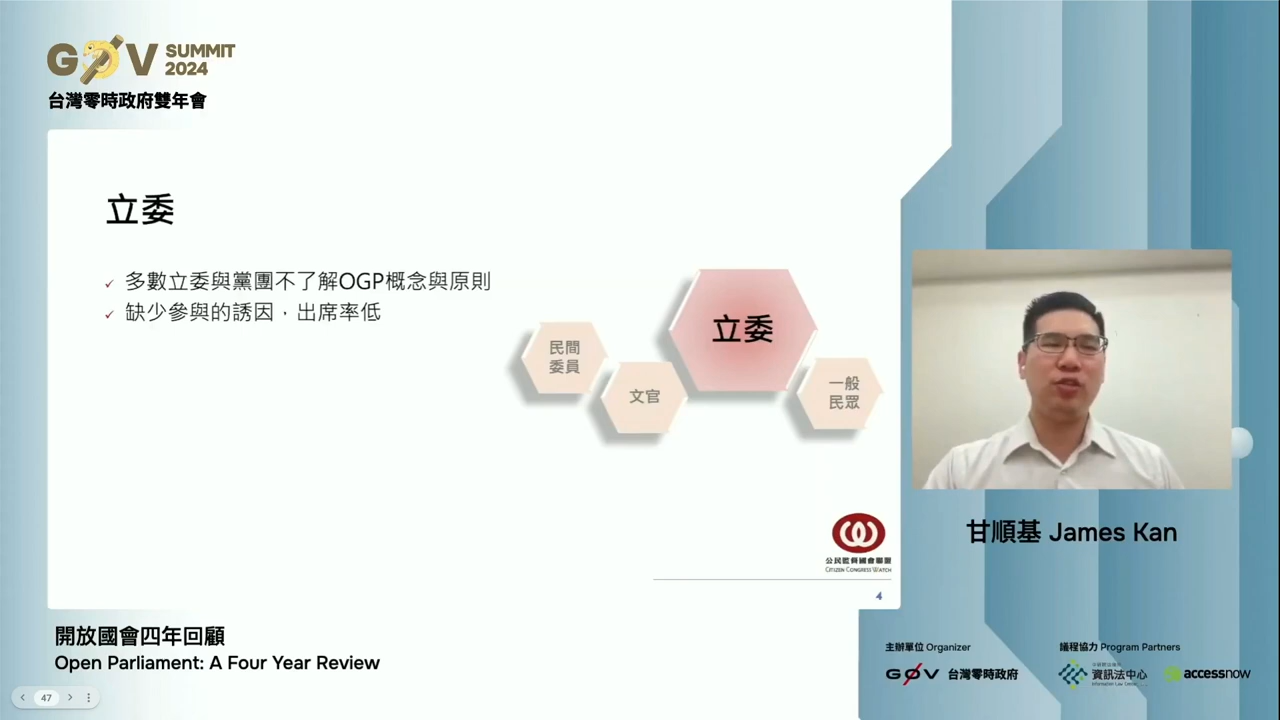 G0V SUMMIT 2024
台灣零時政府雙年會
立委
✓ 多數立委與黨團不了解OGP概念與原則
✓ 缺少參與的誘因，出席率低
民間
委員
文官
立委
一般
民眾
公民監督國會聯盟
CITIZEN CONGRESS WATCH
4
甘順基 James Kan
開放國會四年回顧
Open Parliament: A Four Year Review
47
主辦單位 Organizer
G0V 台灣零時政府
議程協力 Program Partners
資訊法中心
Information Law Center
accessnow